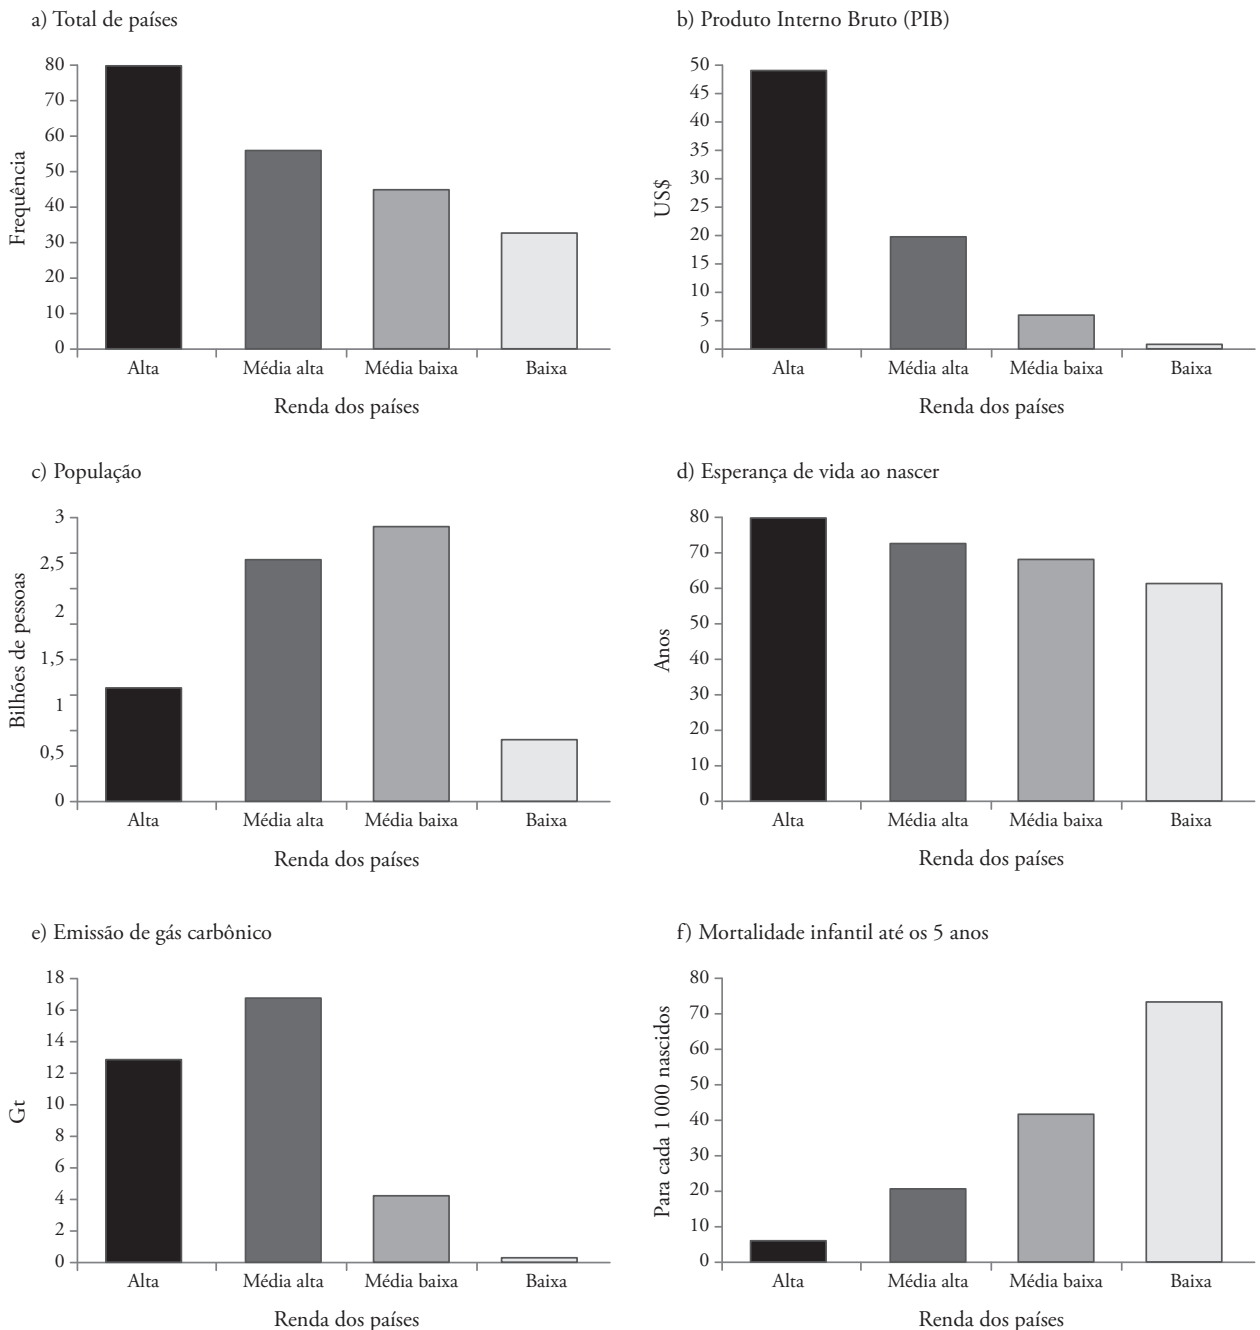 a) Total de países
Frequência
80
70
60
50
40
30
20
10
0
Alta Média alta Média baixa Baixa
Renda dos países
b) Produto Interno Bruto (PIB)
US$
50
45
40
35
30
25
20
15
10
5
0
Alta Média alta Média baixa Baixa
Renda dos países
c) População
Bilhões de pessoas
3
2,5
2
1,5
1
0,5
0
Alta Média alta Média baixa Baixa
Renda dos países
d) Esperança de vida ao nascer
Anos
80
70
60
50
40
30
20
10
0
Alta Média alta Média baixa Baixa
Renda dos países
e) Emissão de gás carbônico
Gt
18
16
14
12
10
8
6
4
2
0
Alta Média alta Média baixa Baixa
Renda dos países
f) Mortalidade infantil até os 5 anos
Para cada 1 000 nascidos
80
70
60
50
40
30
20
10
0
Alta Média alta Média baixa Baixa
Renda dos países